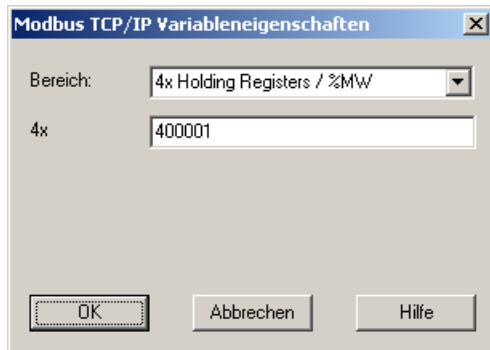 Modbus TCP/IP Variableneigenschaften
Bereich: 4x Holding Registers / %MW
4x 400001
OK Abbrechen Hilfe